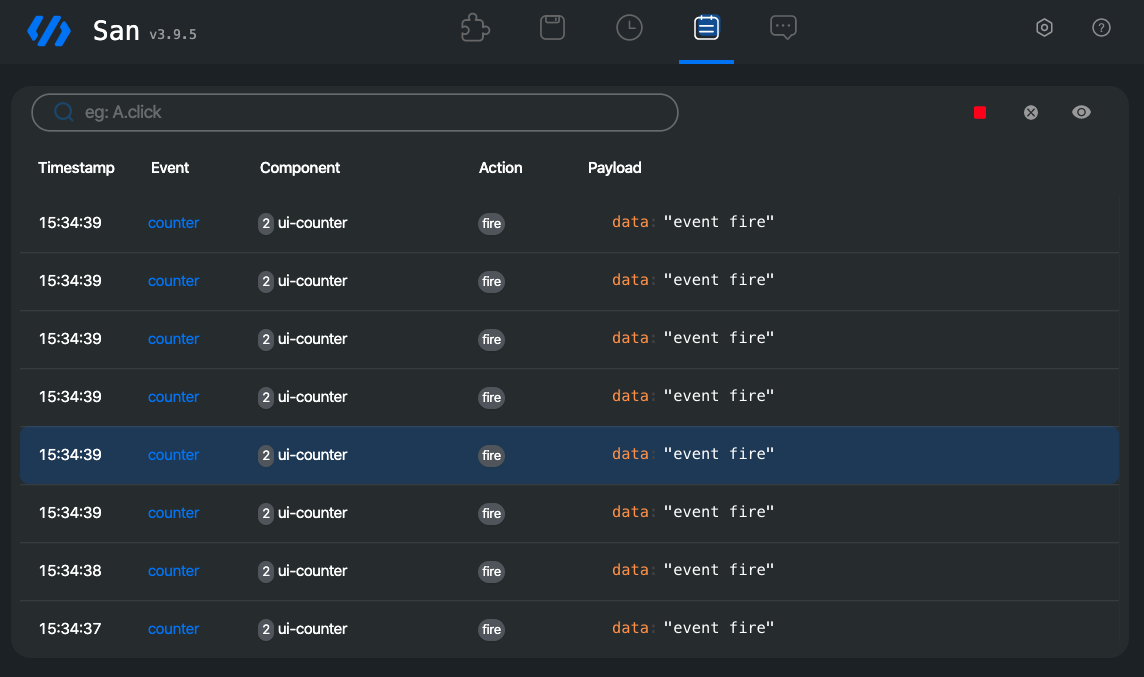 San v3.9.5
eg: A.click
Timestamp Event Component Action Payload
15:34:39 counter 2 ui-counter fire data: "event fire"
15:34:39 counter 2 ui-counter fire data: "event fire"
15:34:39 counter 2 ui-counter fire data: "event fire"
15:34:39 counter 2 ui-counter fire data: "event fire"
15:34:39 counter 2 ui-counter fire data: "event fire"
15:34:39 counter 2 ui-counter fire data: "event fire"
15:34:38 counter 2 ui-counter fire data: "event fire"
15:34:37 counter 2 ui-counter fire data: "event fire"